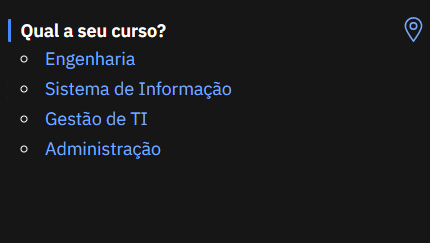 Qual a seu curso?
Engenharia
Sistema de Informação
Gestão de TI
Administração